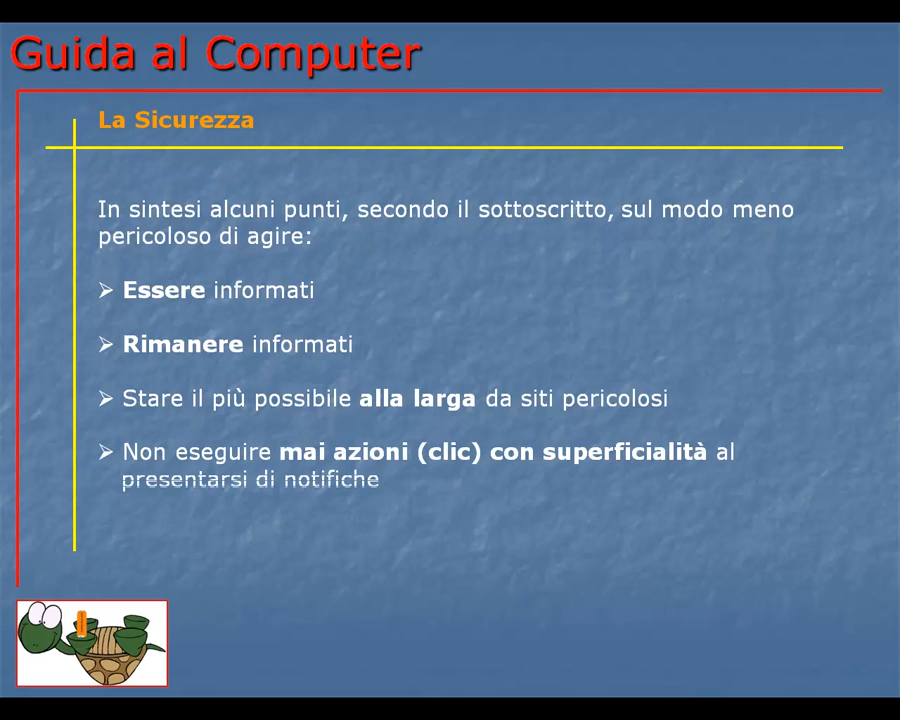 Guida al Computer
La Sicurezza
In sintesi alcuni punti, secondo il sottoscritto, sul modo meno
pericoloso di agire:
➢ Essere informati
➢ Rimanere informati
➢ Stare il più possibile alla larga da siti pericolosi
➢ Non eseguire mai azioni (clic) con superficialità al
presentarsi di notifiche